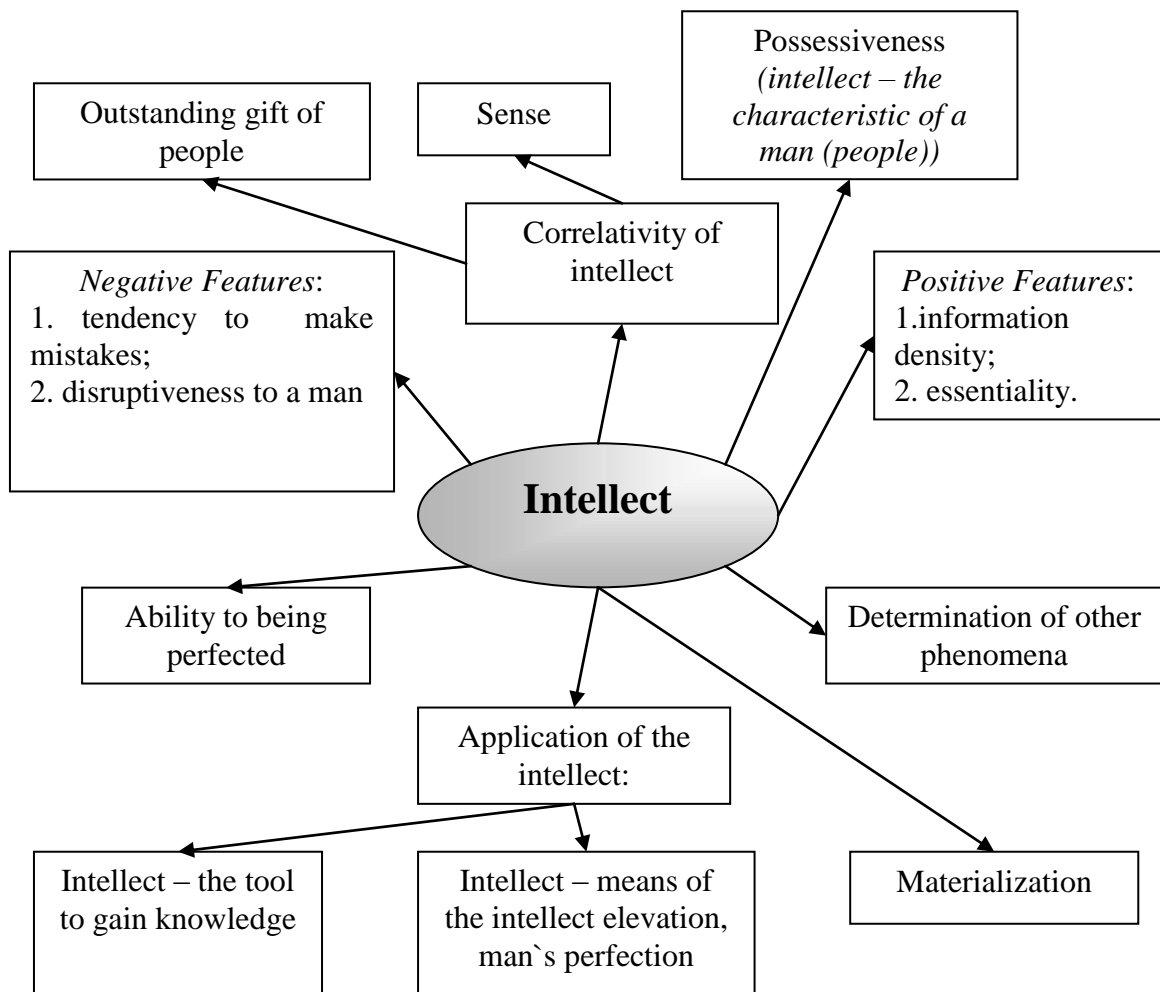 Possessiveness
(intellect – the
characteristic of a
man (people))
Outstanding gift of
people
Sense
Correlativity of
intellect
Negative Features:
1. tendency to make
mistakes;
2. disruptiveness to a man
Positive Features:
1.information
density;
2. essentiality.
Intellect
Ability to being
perfected
Determination of other
phenomena
Application of the
intellect:
Intellect – the tool
to gain knowledge
Intellect – means of
the intellect elevation,
man`s perfection
Materialization